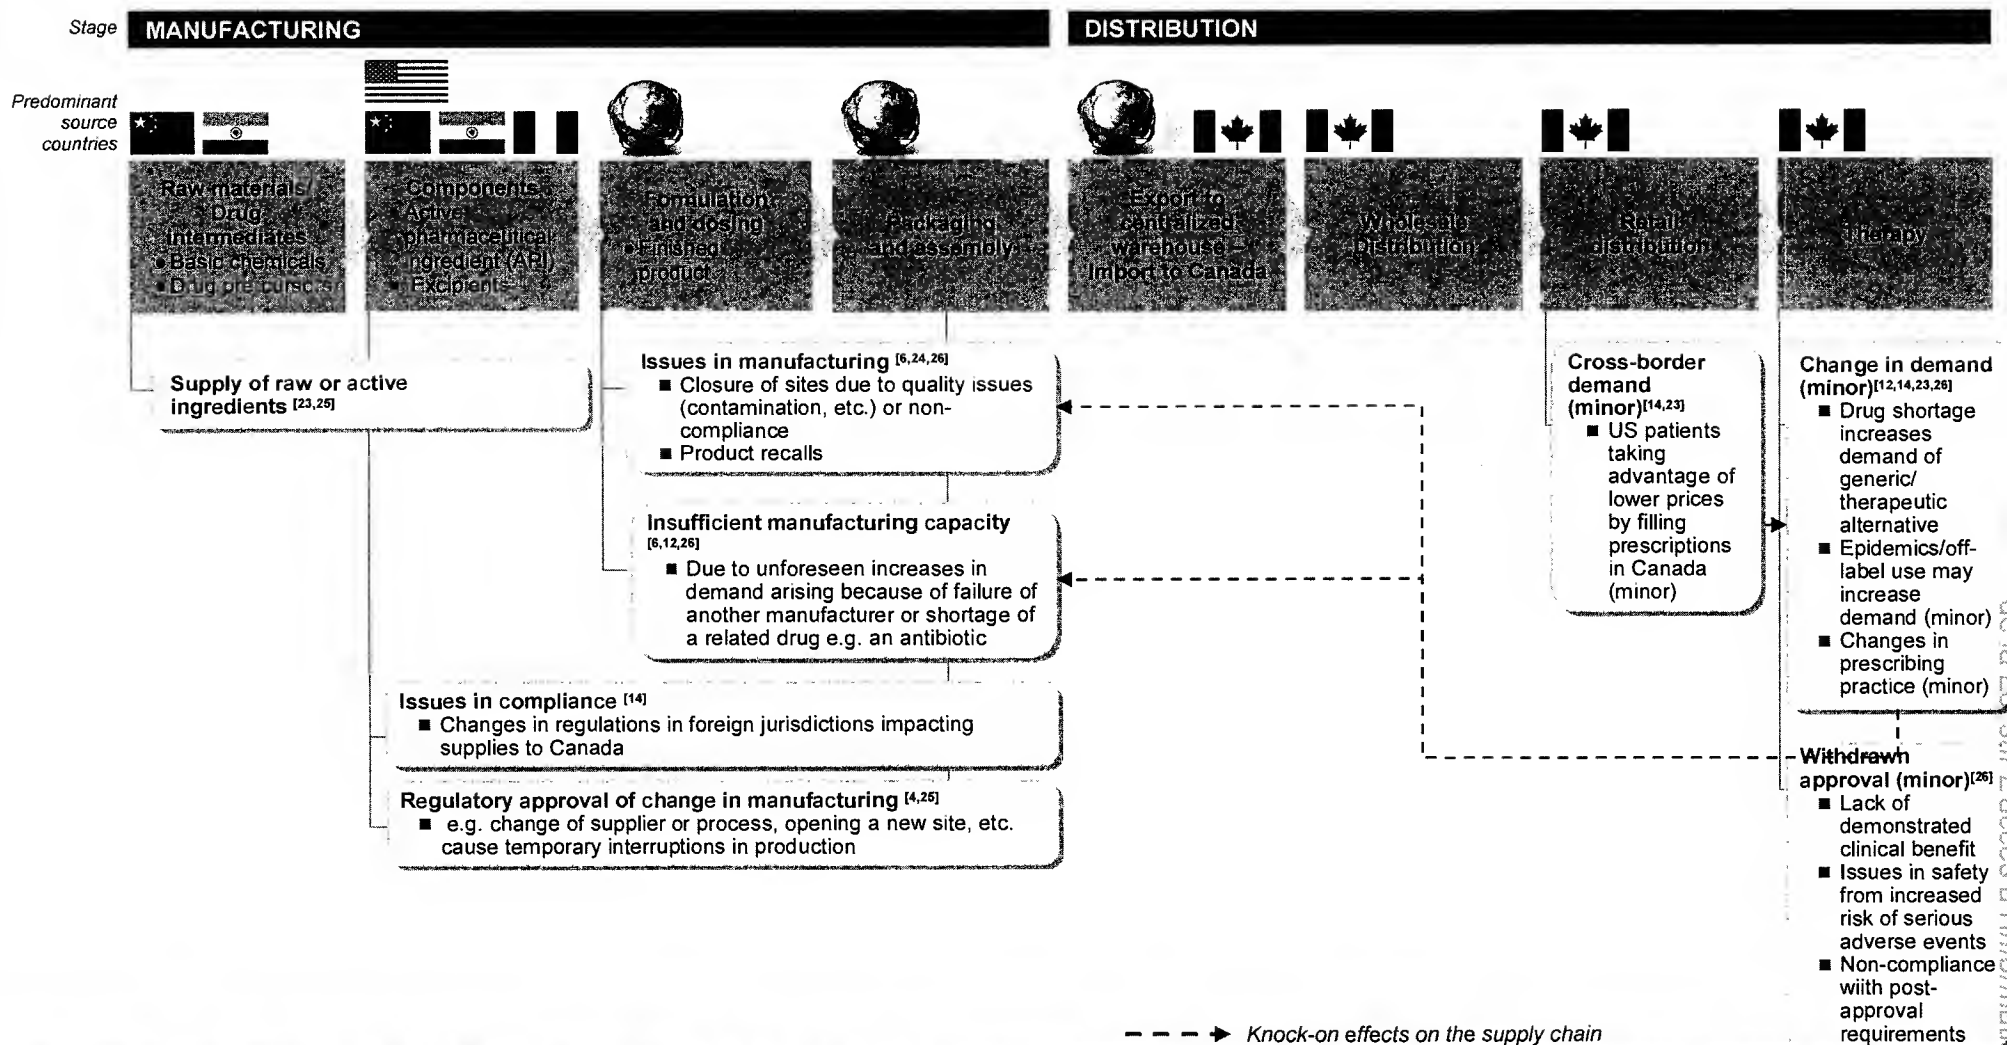 Stage
MANUFACTURING
DISTRIBUTION
Predominant
source
countries
Raw materials/
Drug
intermediates
● Basic chemicals
● Drug precursors
Components
● Active
pharmaceutical
ingredient (API)
● Excipients
Formulation
and dosing
● Finished
product
Packaging
and assembly
Export to
centralized
warehouse –
Import to Canada
Wholesale
Distribution
Retail
distribution
Therapy
Supply of raw or active
ingredients [23,25]
Issues in manufacturing [6,24,26]
■ Closure of sites due to quality issues
(contamination, etc.) or non-
compliance
■ Product recalls
Insufficient manufacturing capacity
[6,12,26]
■ Due to unforeseen increases in
demand arising because of failure of
another manufacturer or shortage of
a related drug e.g. an antibiotic
Issues in compliance [14]
■ Changes in regulations in foreign jurisdictions impacting
supplies to Canada
Regulatory approval of change in manufacturing [4,25]
■ e.g. change of supplier or process, opening a new site, etc.
cause temporary interruptions in production
Cross-border
demand
(minor)[14,23]
■ US patients
taking
advantage of
lower prices
by filling
prescriptions
in Canada
(minor)
Change in demand
(minor)[12,14,23,26]
■ Drug shortage
increases
demand of
generic/
therapeutic
alternative
■ Epidemics/off-
label use may
increase
demand (minor)
■ Changes in
prescribing
practice (minor)
Withdrawn
approval (minor)[26]
■ Lack of
demonstrated
clinical benefit
■ Issues in safety
from increased
risk of serious
adverse events
■ Non-compliance
wiith post-
approval
requirements
Knock-on effects on the supply chain